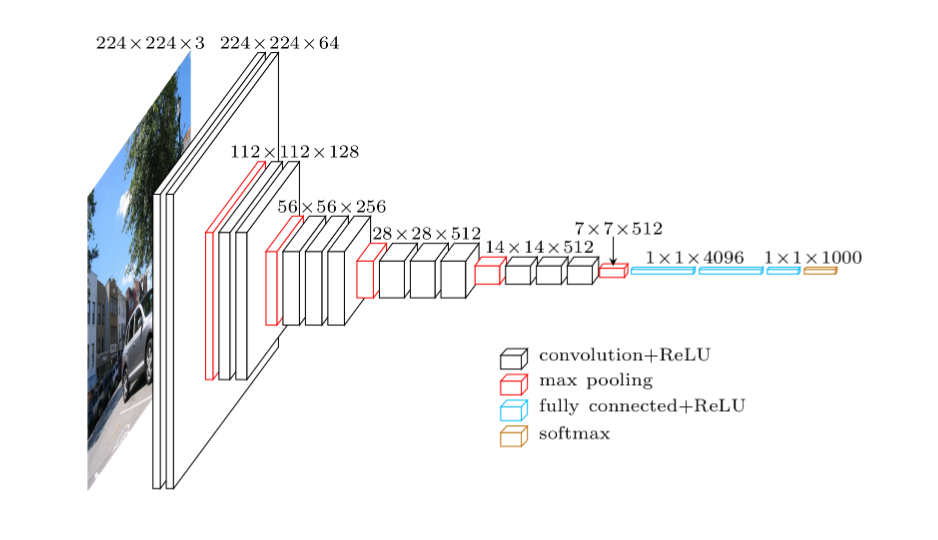 224×224×3
224×224×64
112×112×128
56×56×256
28×28×512
14×14×512
7×7×512
1×1×4096
1×1×1000
convolution+ReLU
max pooling
fully connected+ReLU
softmax